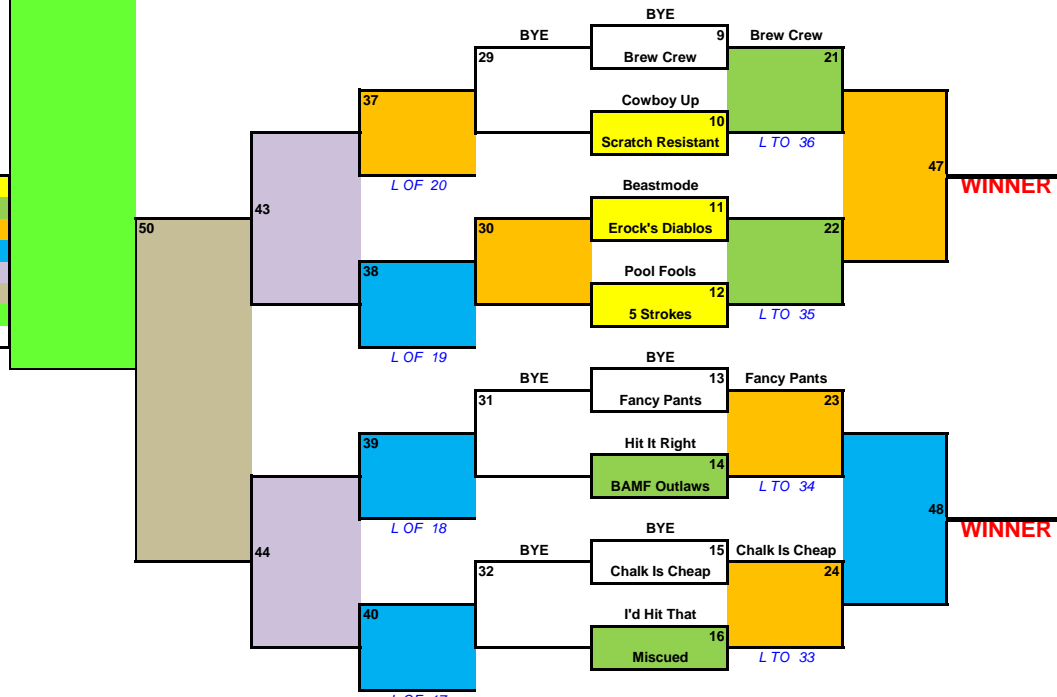 BYE
BYE 9 Brew Crew
29 Brew Crew 21
37 Cowboy Up
10
Scratch Resistant L TO 36
47
L OF 20 Beastmode WINNER
43 11
50 30 Erock's Diablos 22
38 Pool Fools
12
5 Strokes L TO 35
L OF 19 BYE
BYE 13 Fancy Pants
31 Fancy Pants 23
39 Hit It Right
14
BAMF Outlaws L TO 34
48
L OF 18 BYE WINNER
44 BYE 15 Chalk Is Cheap
32 Chalk Is Cheap 24
40 I'd Hit That
16
Miscued L TO 33